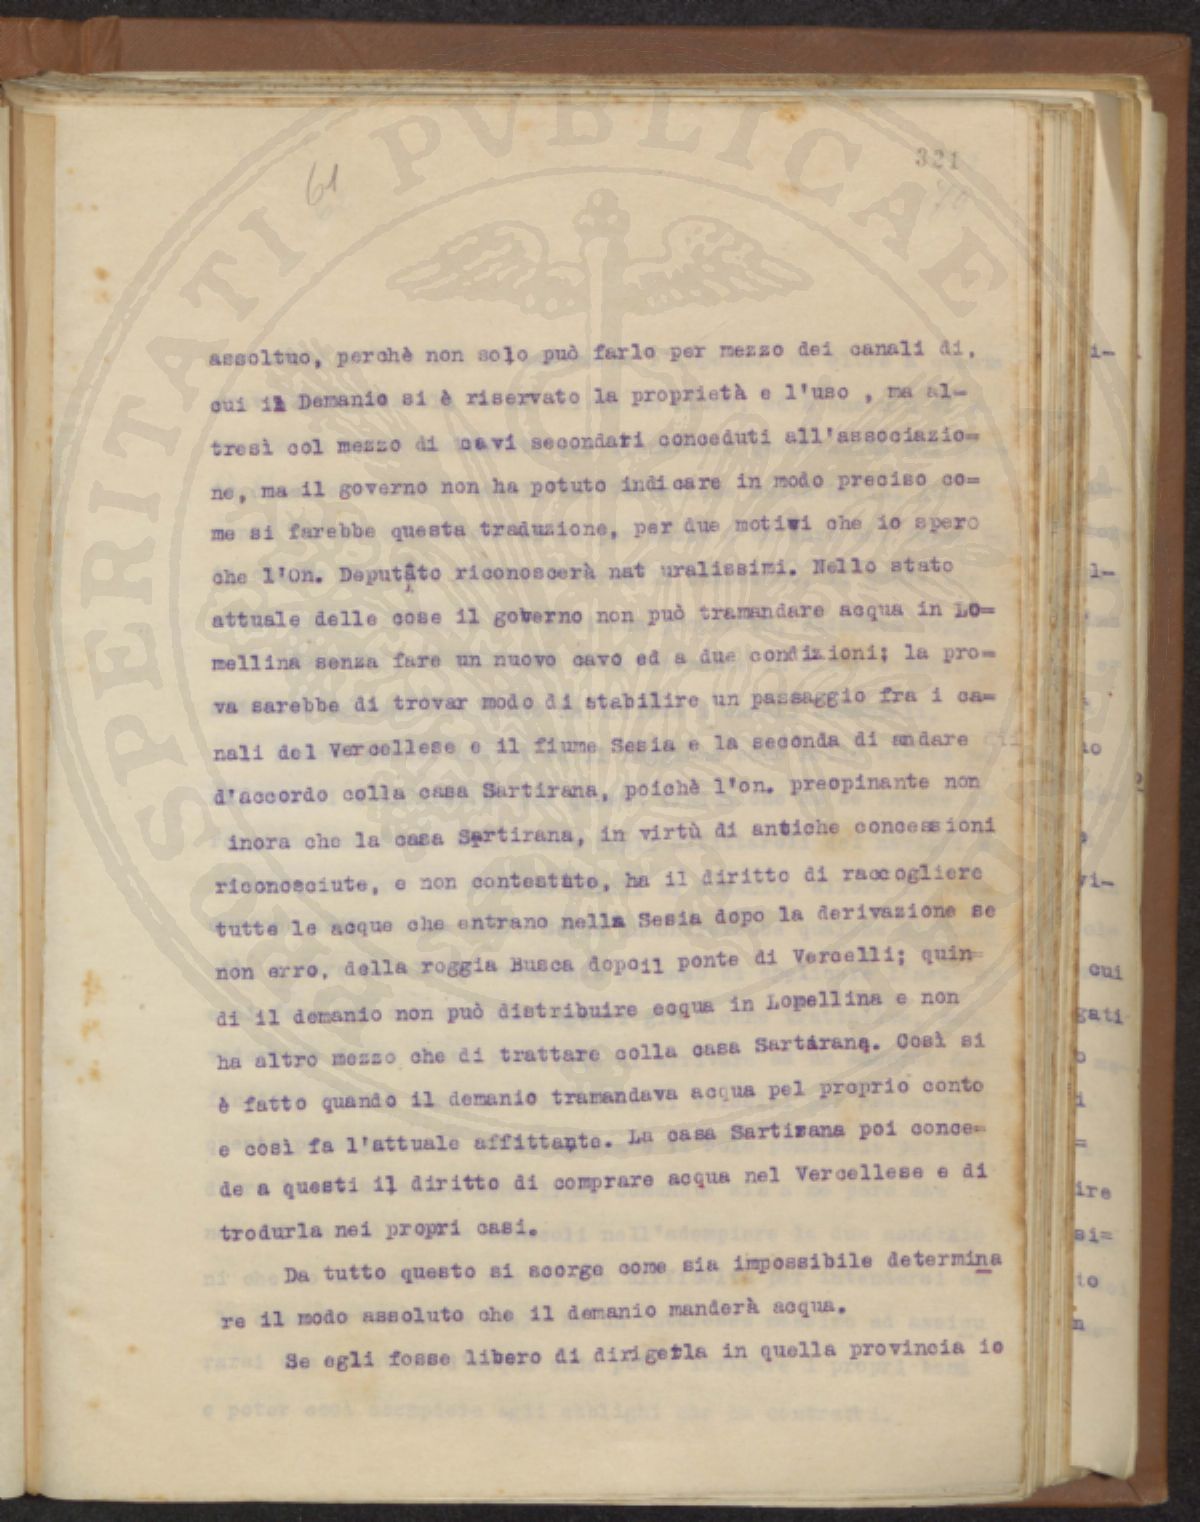 PROSPERITATI PVBLICAE
61
321
70
assoltuo, perchè non solo può farlo per mezzo dei canali di,
cui il Demanio si è riservato la proprietà e l'uso , ma al=
tresì col mezzo di cavi secondari conceduti all'associazio=
ne, ma il governo non ha potuto indicare in modo preciso co=
me si farebbe questa traduzione, per due motivi che io spero
che l'On. Deputato riconoscerà nat uralissimi. Nello stato
attuale delle cose il governo non può tramandare acqua in Lo=
mellina senza fare un nuovo cavo ed a due condizioni; la pro=
va sarebbe di trovar modo di stabilire un passaggio fra i ca=
nali del Vercellese e il fiume Sesia e la seconda di andare
d'accordo colla casa Sartirana, poichè l'on. preopinante non
inora che la casa Sartirana, in virtù di antiche concessioni
riconosciute, e non contestate, ha il diritto di raccogliere
tutte le acque che entrano nella Sesia dopo la derivazione se
non erro, della roggia Busca dopoil ponte di Vercelli; quin=
di il demanio non può distribuire ecqua in Lomellina e non
ha altro mezzo che di trattare colla casa Sartirana. Così si
è fatto quando il demanio tramandava acqua pel proprio conto
e così fa l'attuale affittante. La casa Sartirana poi conce=
de a questi il diritto di comprare acqua nel Vercellese e di
trodurla nei propri casi.
Da tutto questo si scorge come sia impossibile determina
re il modo assoluto che il demanio manderà acqua.
Se egli fosse libero di dirigerla in quella provincia io